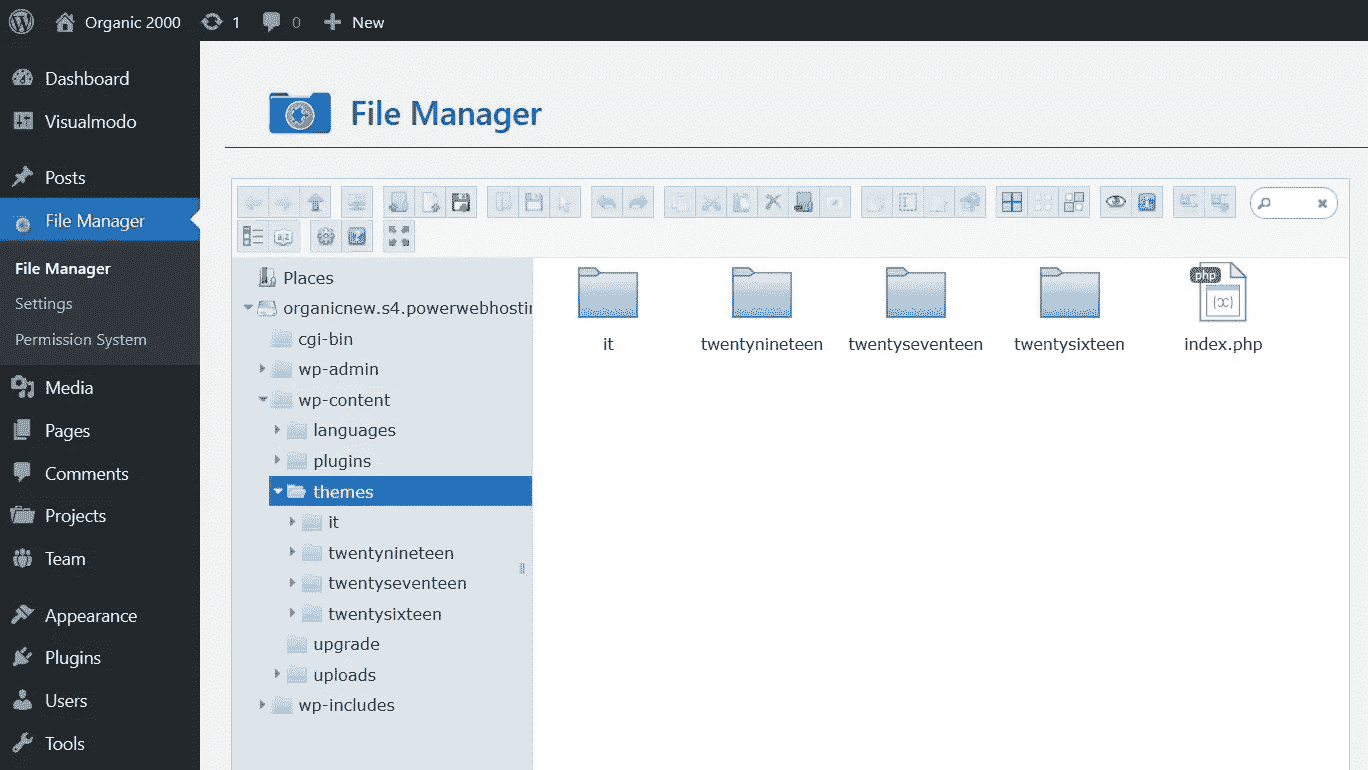 Organic 2000 1 0 New
Dashboard
Visualmodo
Posts
File Manager
File Manager
Settings
Permission System
Media
Pages
Comments
Projects
Team
Appearance
Plugins
Users
Tools
File Manager
Places
organicnew.s4.powerwebhostin
cgi-bin
wp-admin
wp-content
languages
plugins
themes
it
twentynineteen
twentyseventeen
twentysixteen
upgrade
uploads
wp-includes
php
it twentynineteen twentyseventeen twentysixteen index.php